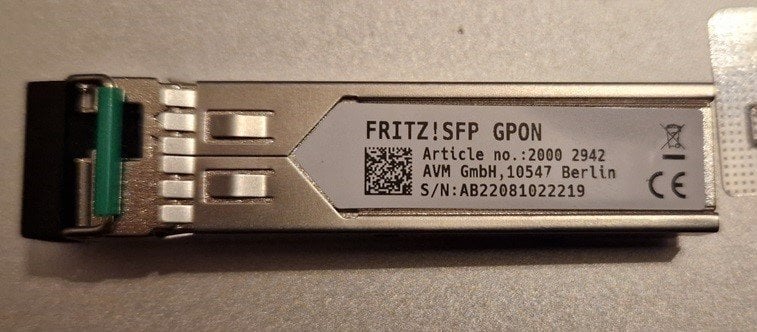 FRITZ!SFP GPON
Article no.:2000 2942
AVM GmbH,10547 Berlin
S/N:AB22081022219
CE